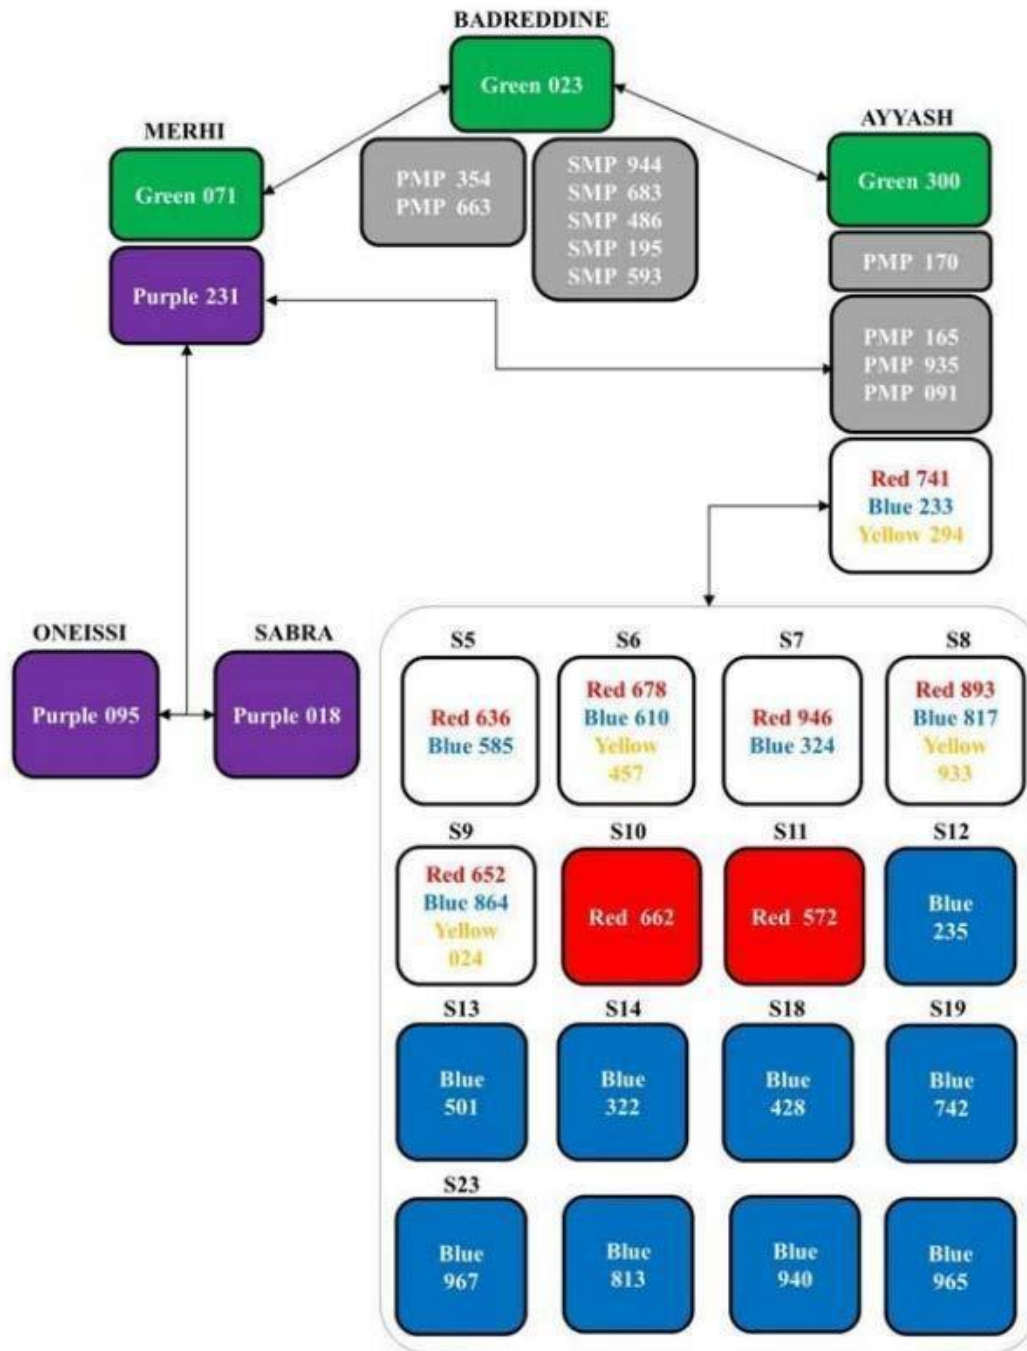 BADREDDINE
Green 023
MERHI
Green 071
PMP 354
PMP 663
SMP 944
SMP 683
SMP 486
SMP 195
SMP 593
AYYASH
Green 300
PMP 170
Purple 231
PMP 165
PMP 935
PMP 091
Red 741
Blue 233
Yellow 294
ONEISSI
Purple 095
SABRA
Purple 018
S5
Red 636
Blue 585
S6
Red 678
Blue 610
Yellow
457
S7
Red 946
Blue 324
S8
Red 893
Blue 817
Yellow
933
S9
Red 652
Blue 864
Yellow
024
S10
Red 662
S11
Red 572
S12
Blue
235
S13
Blue
501
S14
Blue
322
S18
Blue
428
S19
Blue
742
S23
Blue
967
Blue
813
Blue
940
Blue
965